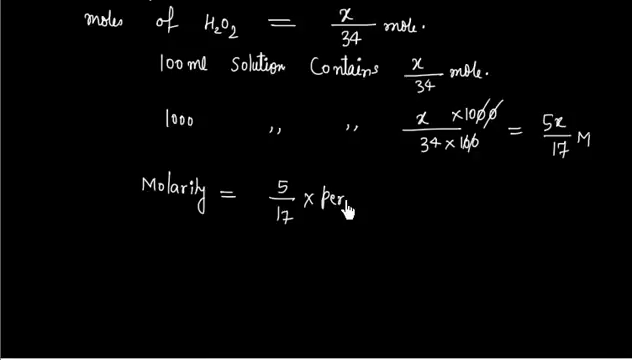 moles of H₂O₂ = x/34 mole.
100 ml Solution Contains x/34 mole.
1000 ,, ,, x × 1000 / 34 × 100 = 5x/17 M
Molarity = 5/17 × per